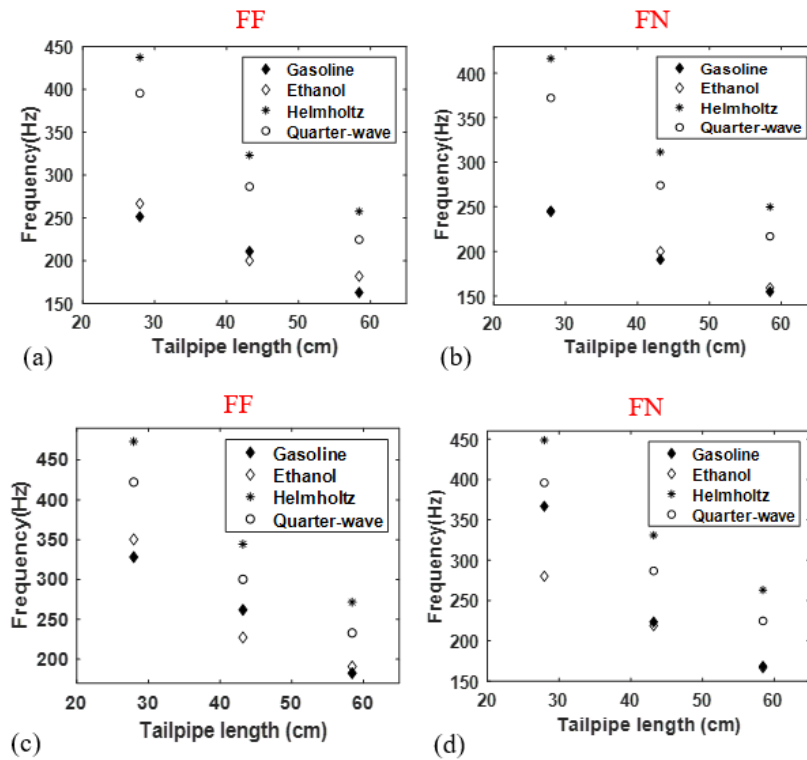 FF
450
400
350
300
250
200
150
Frequency(Hz)
Gasoline
Ethanol
Helmholtz
Quarter-wave
20 30 40 50 60
Tailpipe length (cm)
(a)
FN
400
350
300
250
200
150
Frequency(Hz)
Gasoline
Ethanol
Helmholtz
Quarter-wave
20 30 40 50 60
Tailpipe length (cm)
(b)
FF
450
400
350
300
250
200
Frequency(Hz)
Gasoline
Ethanol
Helmholtz
Quarter-wave
20 30 40 50 60
Tailpipe length (cm)
(c)
FN
450
400
350
300
250
200
150
Frequency(Hz)
Gasoline
Ethanol
Helmholtz
Quarter-wave
20 30 40 50 60
Tailpipe length (cm)
(d)